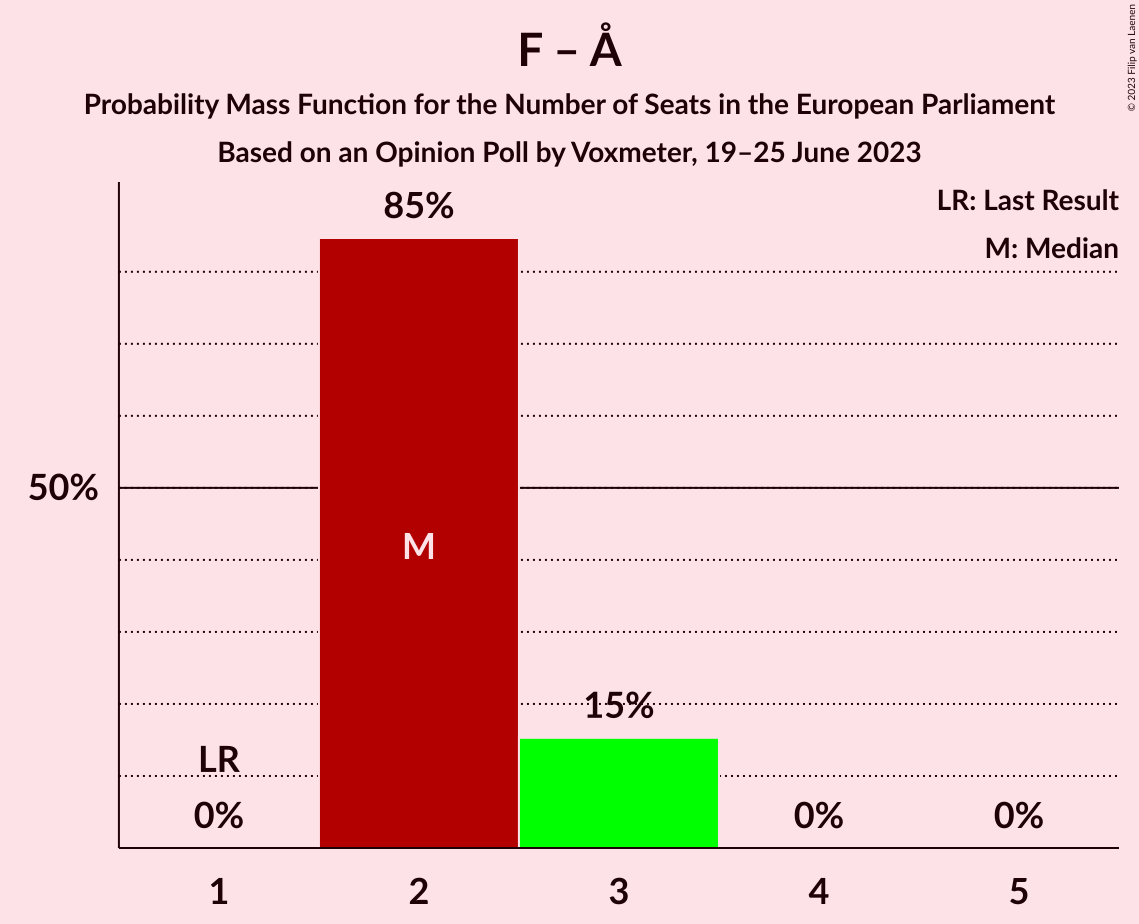 F – Å
Probability Mass Function for the Number of Seats in the European Parliament
Based on an Opinion Poll by Voxmeter, 19–25 June 2023
© 2023 Filip van Laenen
LR: Last Result
M: Median
85%
50%
M
15%
LR
0%
0%
0%
1
2
3
4
5